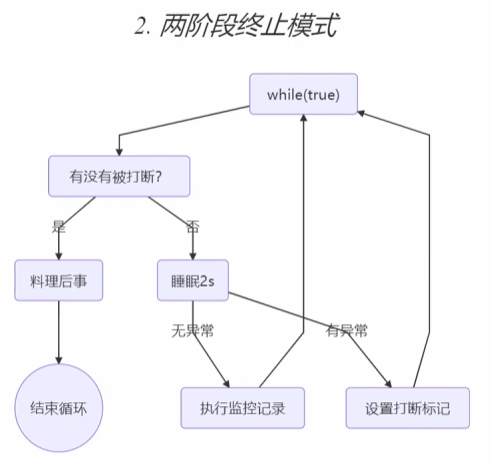 2. 两阶段终止模式
while(true)
有没有被打断?
是
否
料理后事
睡眠2s
无异常
有异常
结束循环
执行监控记录
设置打断标记